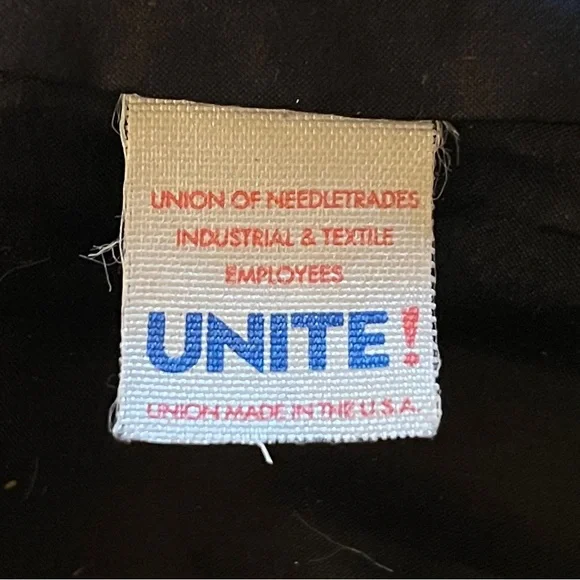 UNION OF NEEDLETRADES
INDUSTRIAL & TEXTILE
EMPLOYEES
UNITE!
UNION MADE IN THE U.S.A.